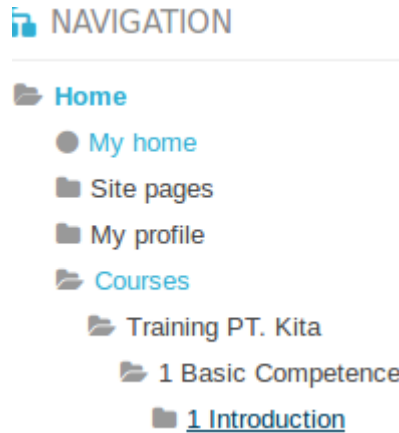 NAVIGATION
Home
My home
Site pages
My profile
Courses
Training PT. Kita
1 Basic Competence
1 Introduction